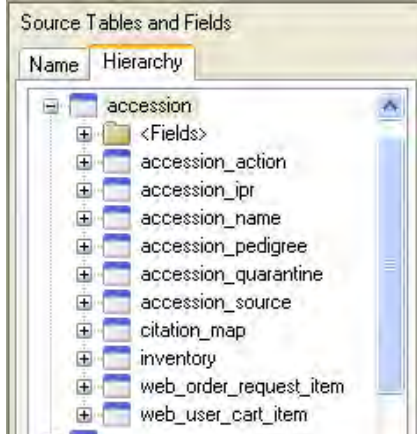 Source Tables and Fields
Name Hierarchy
accession
<Fields>
accession_action
accession_ipr
accession_name
accession_pedigree
accession_quarantine
accession_source
citation_map
inventory
web_order_request_item
web_user_cart_item